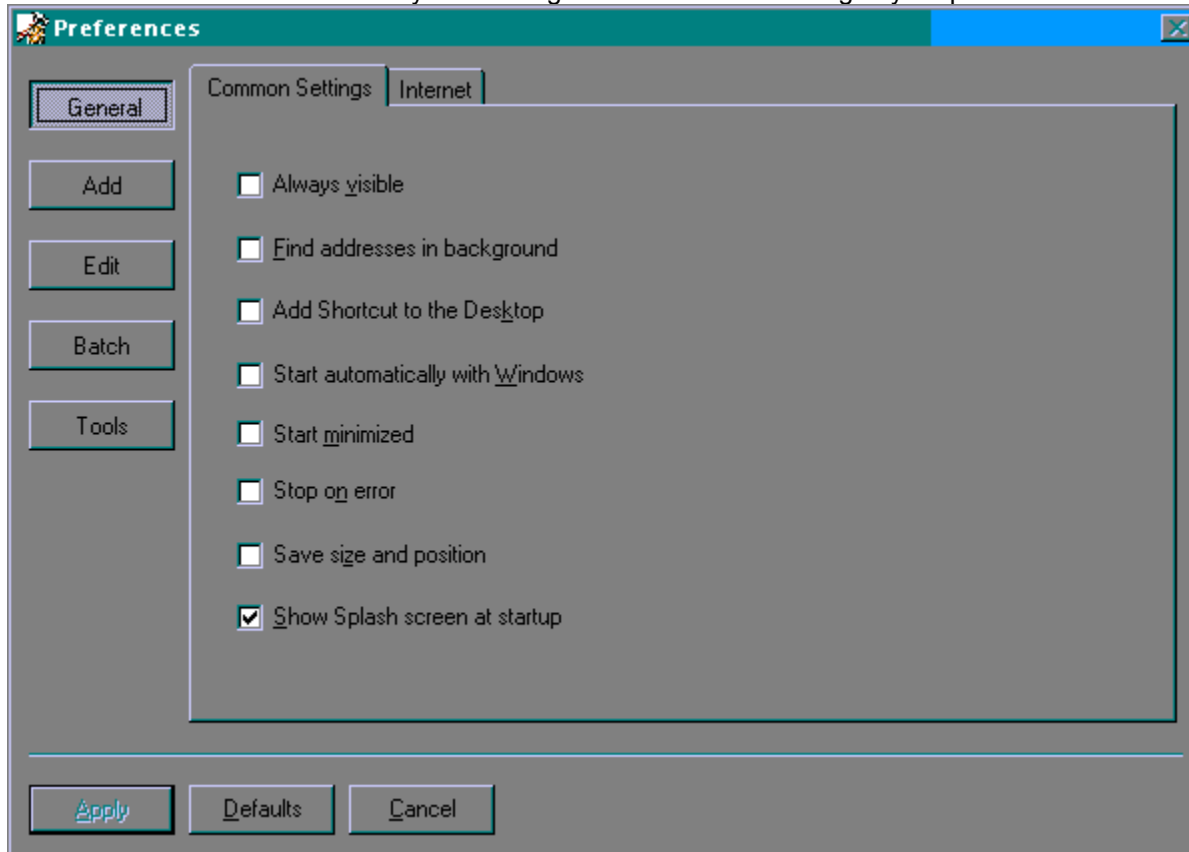 Preferences
General
Add
Edit
Batch
Tools
Common Settings
Internet
Always visible
Find addresses in background
Add Shortcut to the Desktop
Start automatically with Windows
Start minimized
Stop on error
Save size and position
Show Splash screen at startup
Apply
Defaults
Cancel